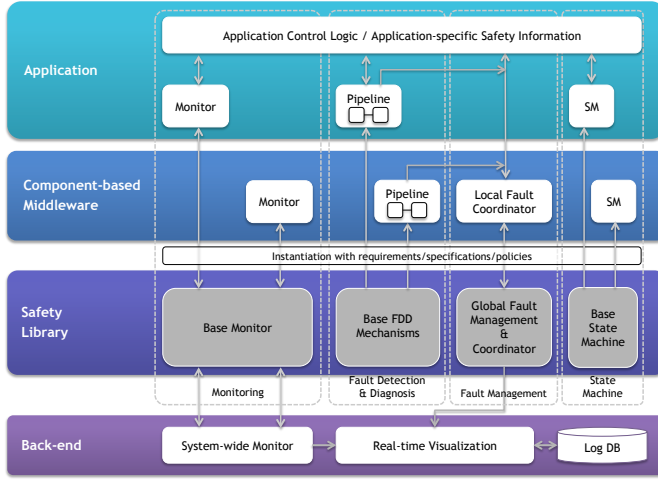 Application Control Logic / Application-specific Safety Information
Application
Monitor
Pipeline
SM
Component-based
Middleware
Monitor
Pipeline
Local Fault
Coordinator
SM
Instantiation with requirements/specifications/policies
Safety
Library
Base Monitor
Base FDD
Mechanisms
Global Fault
Management
&
Coordinator
Base
State
Machine
Monitoring
Fault Detection
& Diagnosis
Fault Management
State
Machine
Back-end
System-wide Monitor
Real-time Visualization
Log DB